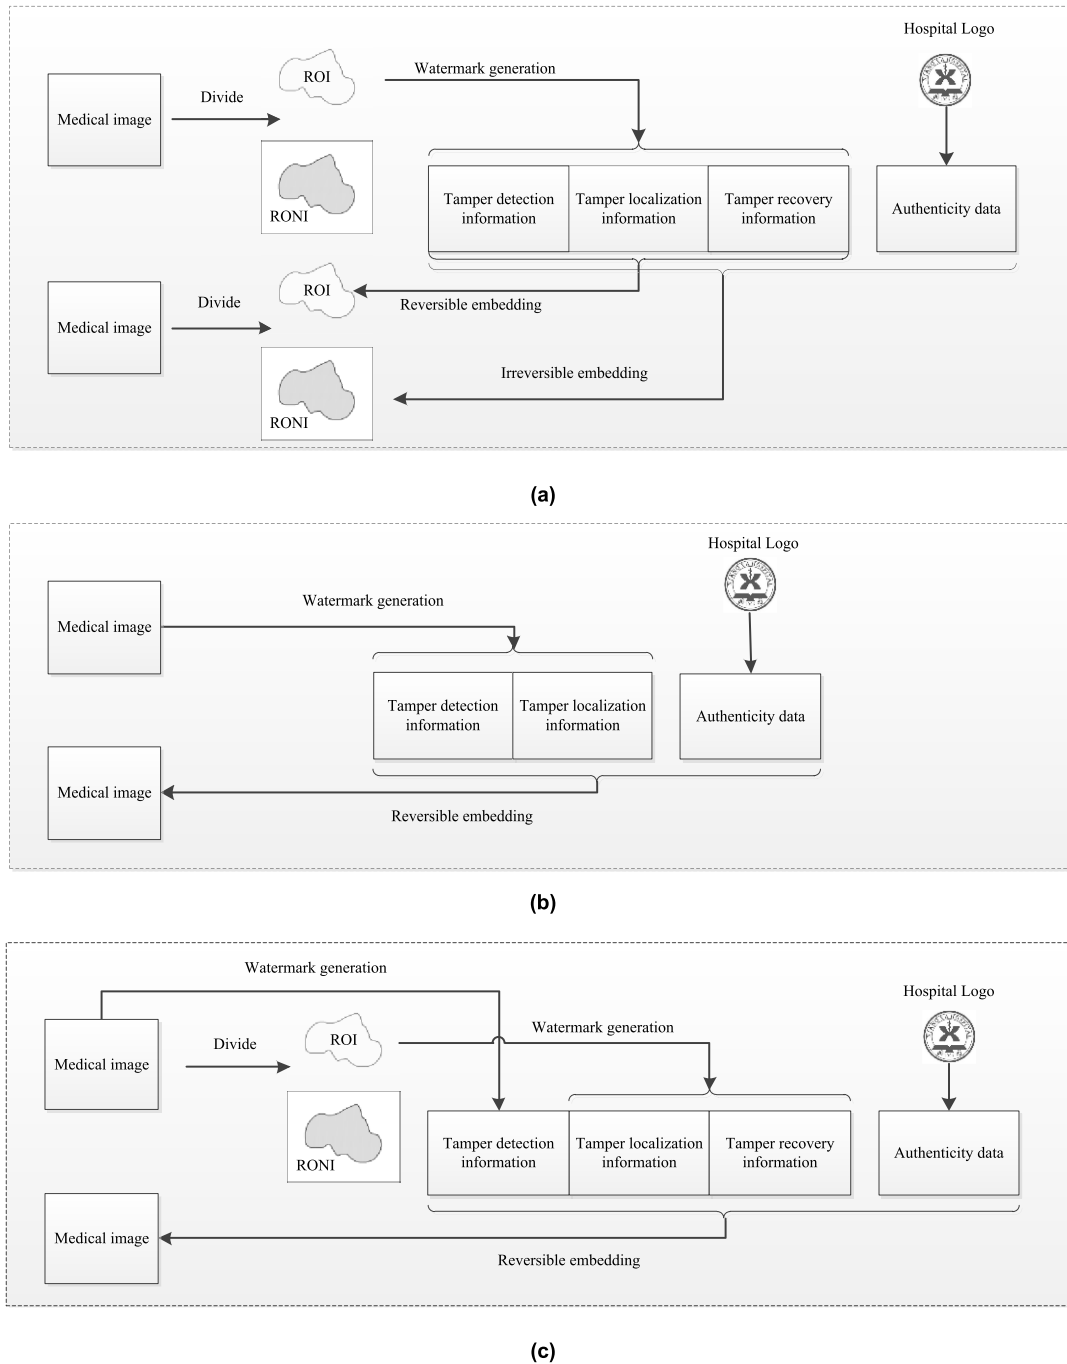 Hospital Logo
ROI
Watermark generation
Divide
Medical image
RONI
Tamper detection
information
Tamper localization
information
Tamper recovery
information
Authenticity data
ROI
Divide
Reversible embedding
Medical image
Irreversible embedding
RONI
(a)
Hospital Logo
Watermark generation
Medical image
Tamper detection
information
Tamper localization
information
Authenticity data
Medical image
Reversible embedding
(b)
Watermark generation
Hospital Logo
Watermark generation
ROI
Divide
Medical image
RONI
Tamper detection
information
Tamper localization
information
Tamper recovery
information
Authenticity data
Medical image
Reversible embedding
(c)